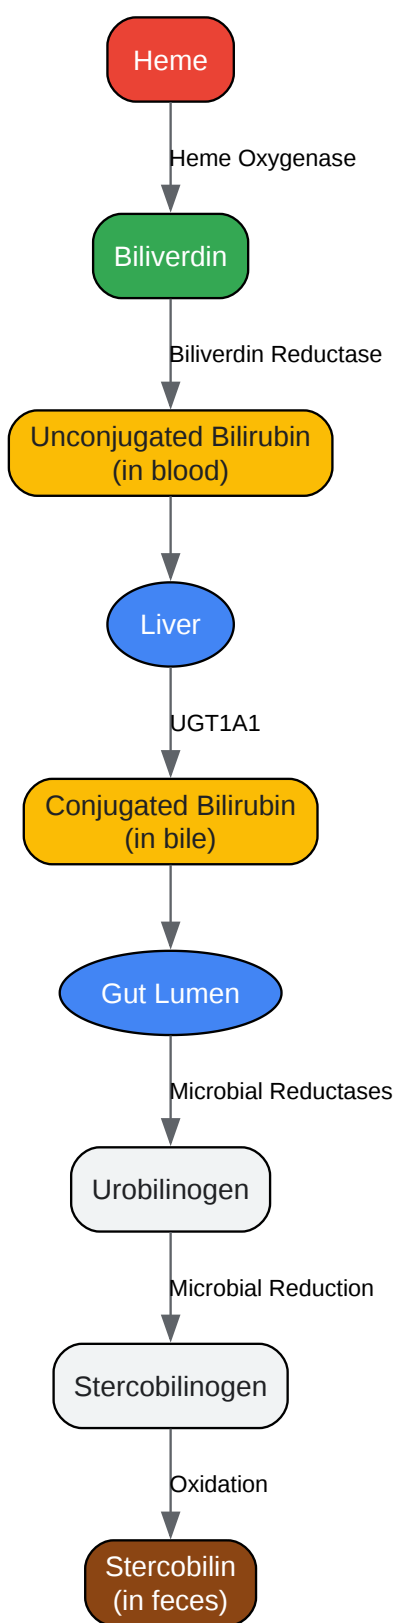 Heme
Heme Oxygenase
Biliverdin
Biliverdin Reductase
Unconjugated Bilirubin
(in blood)
Liver
UGT1A1
Conjugated Bilirubin
(in bile)
Gut Lumen
Microbial Reductases
Urobilinogen
Microbial Reduction
Stercobilinogen
Oxidation
Stercobilin
(in feces)